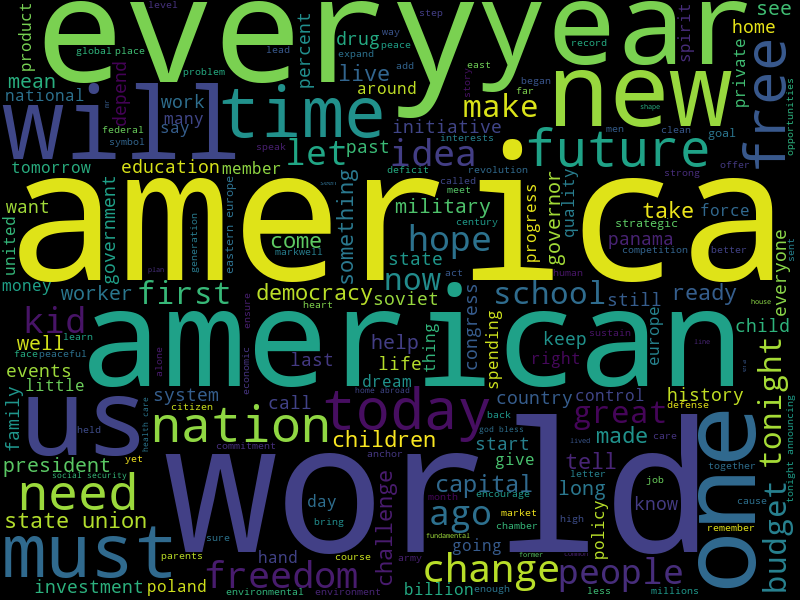 every
year
will
time
new
free
america
american
world
us
one
must
need
nation
today
future
let
idea
make
hope
now
school
first
kid
freedom
change
people
great
tonight
budget
capital
ago
children
challenge
democracy
military
take
come
something
government
product
mean
national
tomorrow
education
member
work
many
say
federal
symbol
level
global
place
problem
percent
lead
drug
live
expand
way
peace
add
step
east
record
around
past
initiative
interests
men
clean
goal
spirit
home
see
private
opportunities
shape
began
far
story
speak
deficit
revolution
called
meet
century
act
strong
offer
human
strategic
force
panama
competition
better
everyone
sent
quality
governor
progress
depend
want
united
money
worker
generation
eastern europe
markwell
state
soviet
heart
ensure
economic
thing
congress
spending
still
ready
house
child
europe
keep
right
sustain
line
plan
seen
alone
learn
well
face
peaceful
events
little
family
system
citizen
health care
held
call
last
help
life
dream
home abroad
country
control
history
defense
god bless
back
start
give
made
tell
care
letter
together
president
yet
social security
state union
commitment
anchor
day
bring
month
encourage
market
chamber
long
job
high
know
policy
cause
remember
tonight announcing
lived
investment
poland
parents
sure
hand
course
army
environmental
environment
fundamental
going
former
billion
enough
less
millions